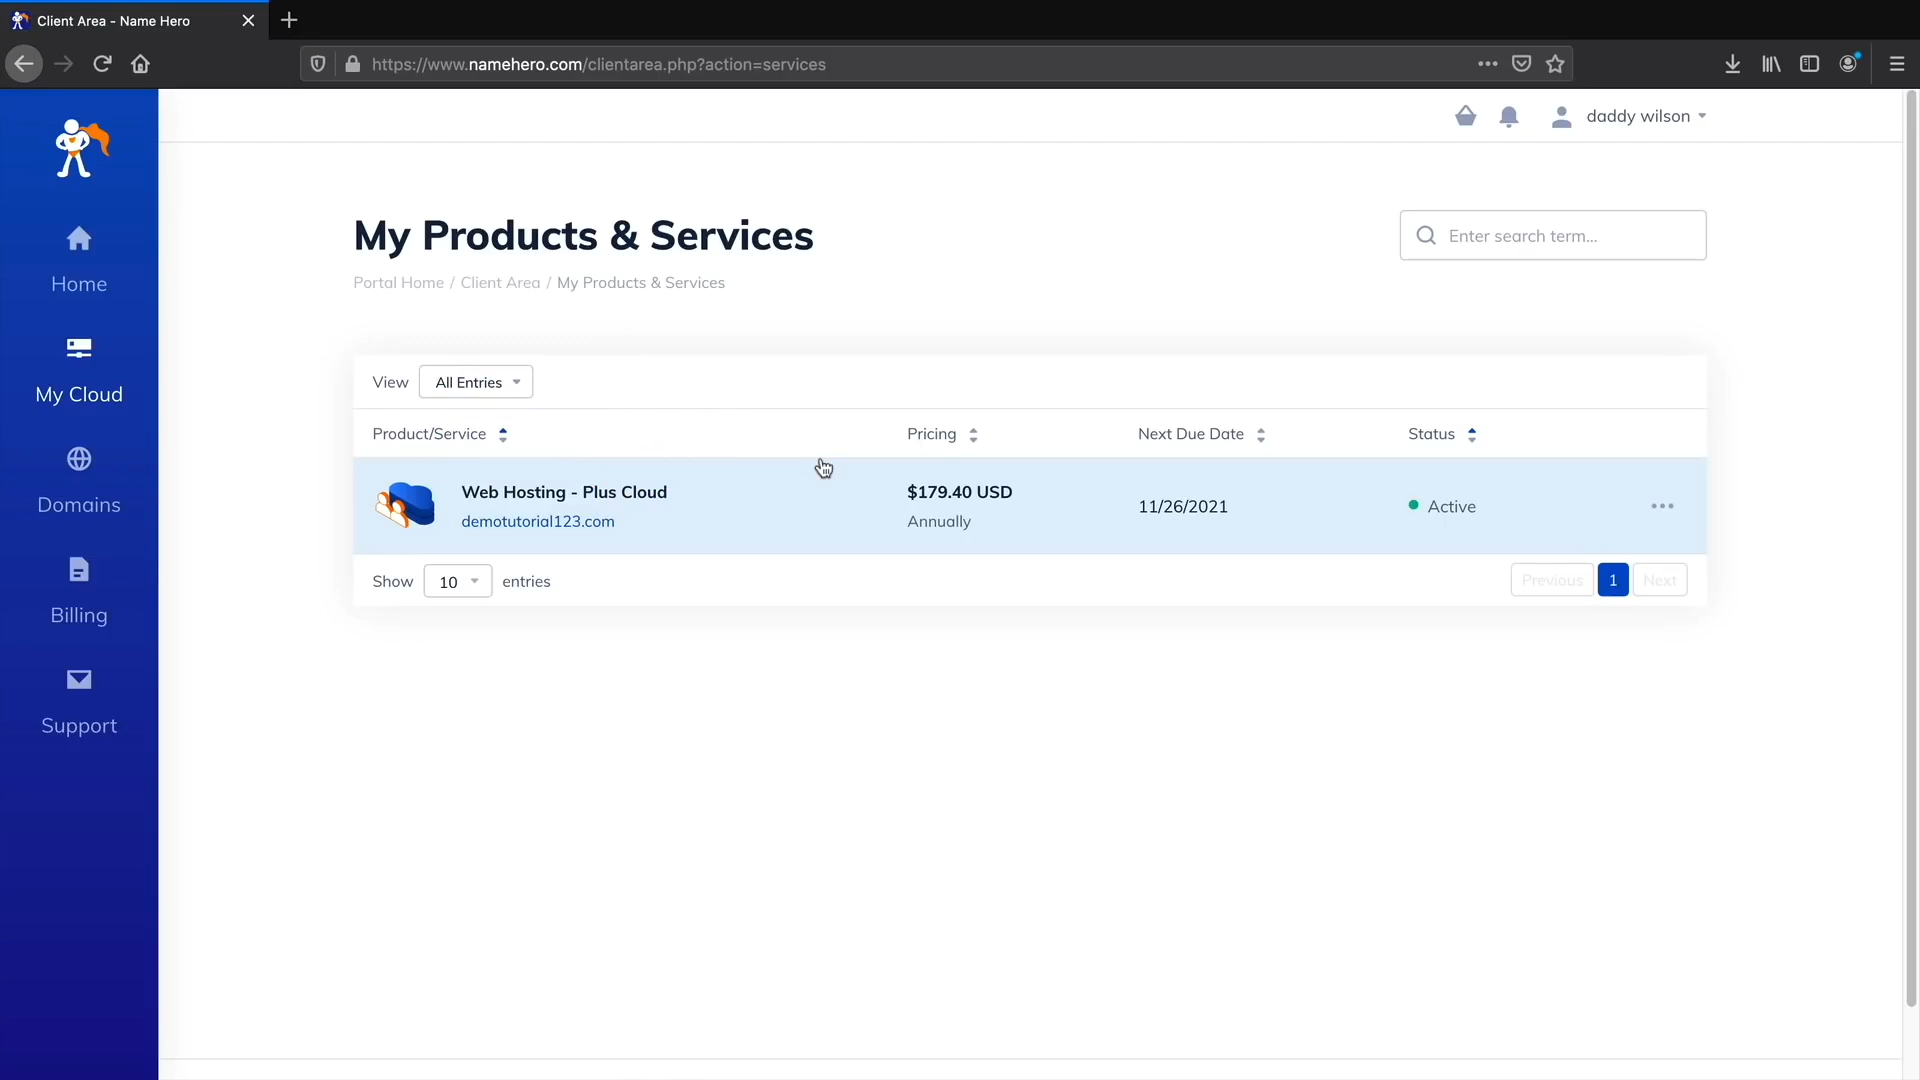 Client Area - Name Hero
https://www.namehero.com/clientarea.php?action=services
daddy wilson
Home
My Cloud
Domains
Billing
Support
My Products & Services
Enter search term...
Portal Home / Client Area / My Products & Services
View All Entries
Product/Service Pricing Next Due Date Status
Web Hosting - Plus Cloud $179.40 USD
11/26/2021 Active
demotutorial123.com Annually
Show 10 entries Previous 1 Next